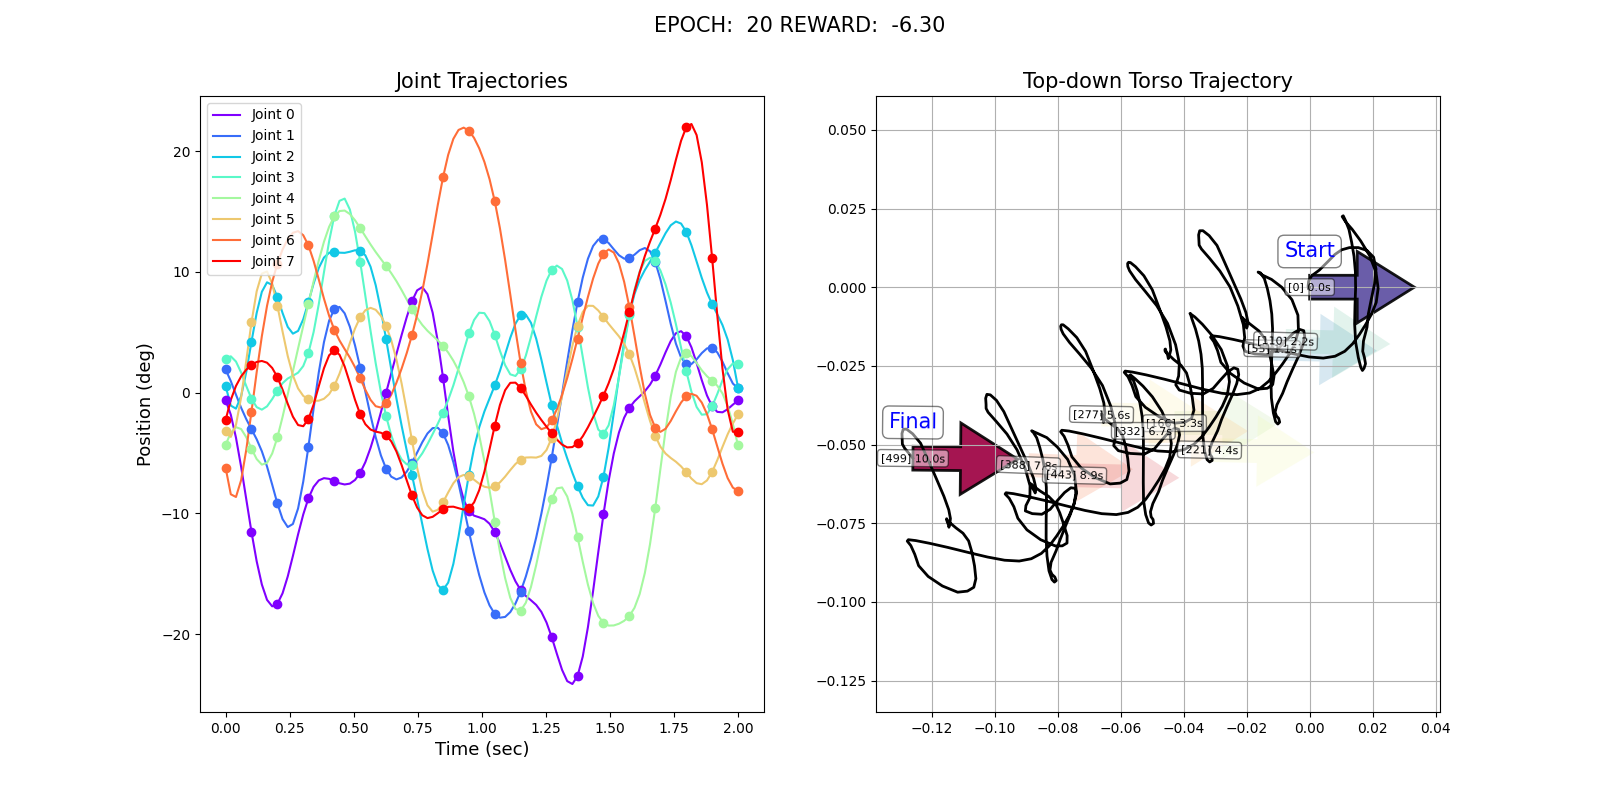 EPOCH:  20 REWARD:  -6.30
Joint Trajectories
Position (deg)
20
10
0
−10
−20
Joint 0
Joint 1
Joint 2
Joint 3
Joint 4
Joint 5
Joint 6
Joint 7
0.00 0.25 0.50 0.75 1.00 1.25 1.50 1.75 2.00
Time (sec)
Top-down Torso Trajectory
0.050
0.025
0.000
−0.025
−0.050
−0.075
−0.100
−0.125
Start
[0] 0.0s
[110] 2.2s
[277] 5.6s
3.3s
[332] 6.7s
[221] 4.4s
Final
[499] 10.0s
[388] 7.8s
[443] 8.9s
−0.12 −0.10 −0.08 −0.06 −0.04 −0.02 0.00 0.02 0.04